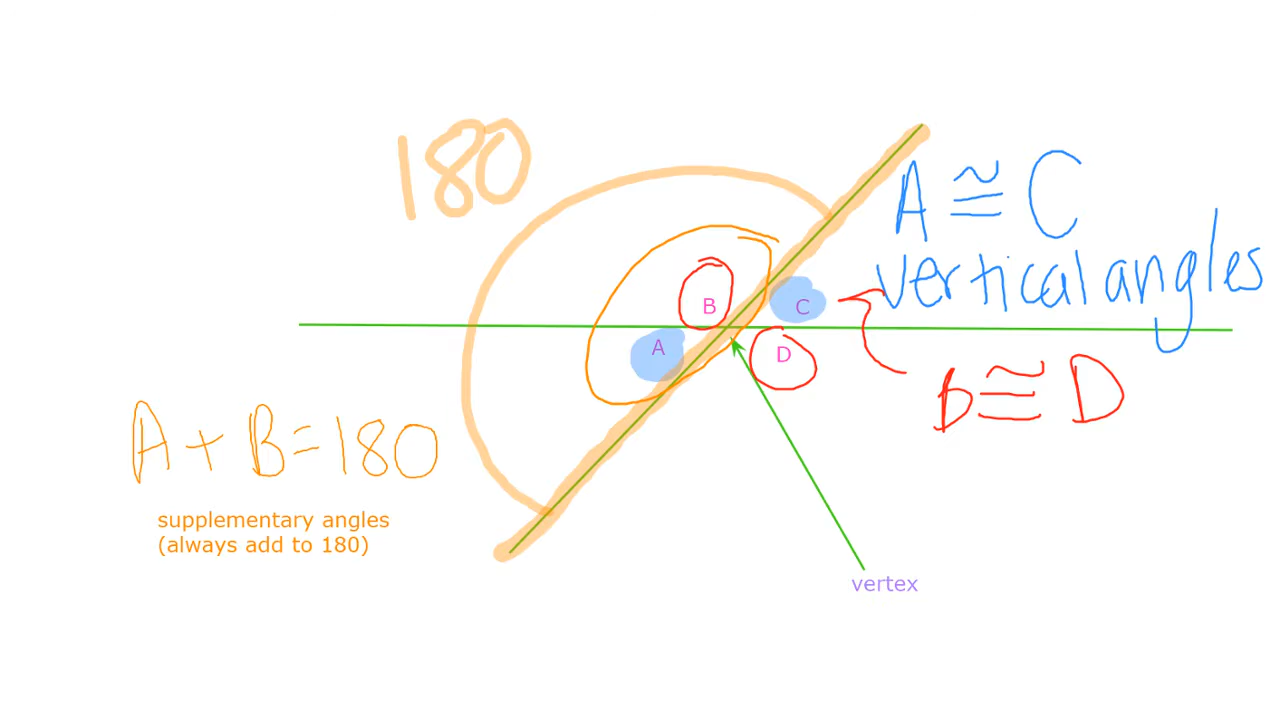 180
A ≅ C
vertical angles
B
C
A
D
B ≅ D
A + B = 180
supplementary angles
(always add to 180)
vertex